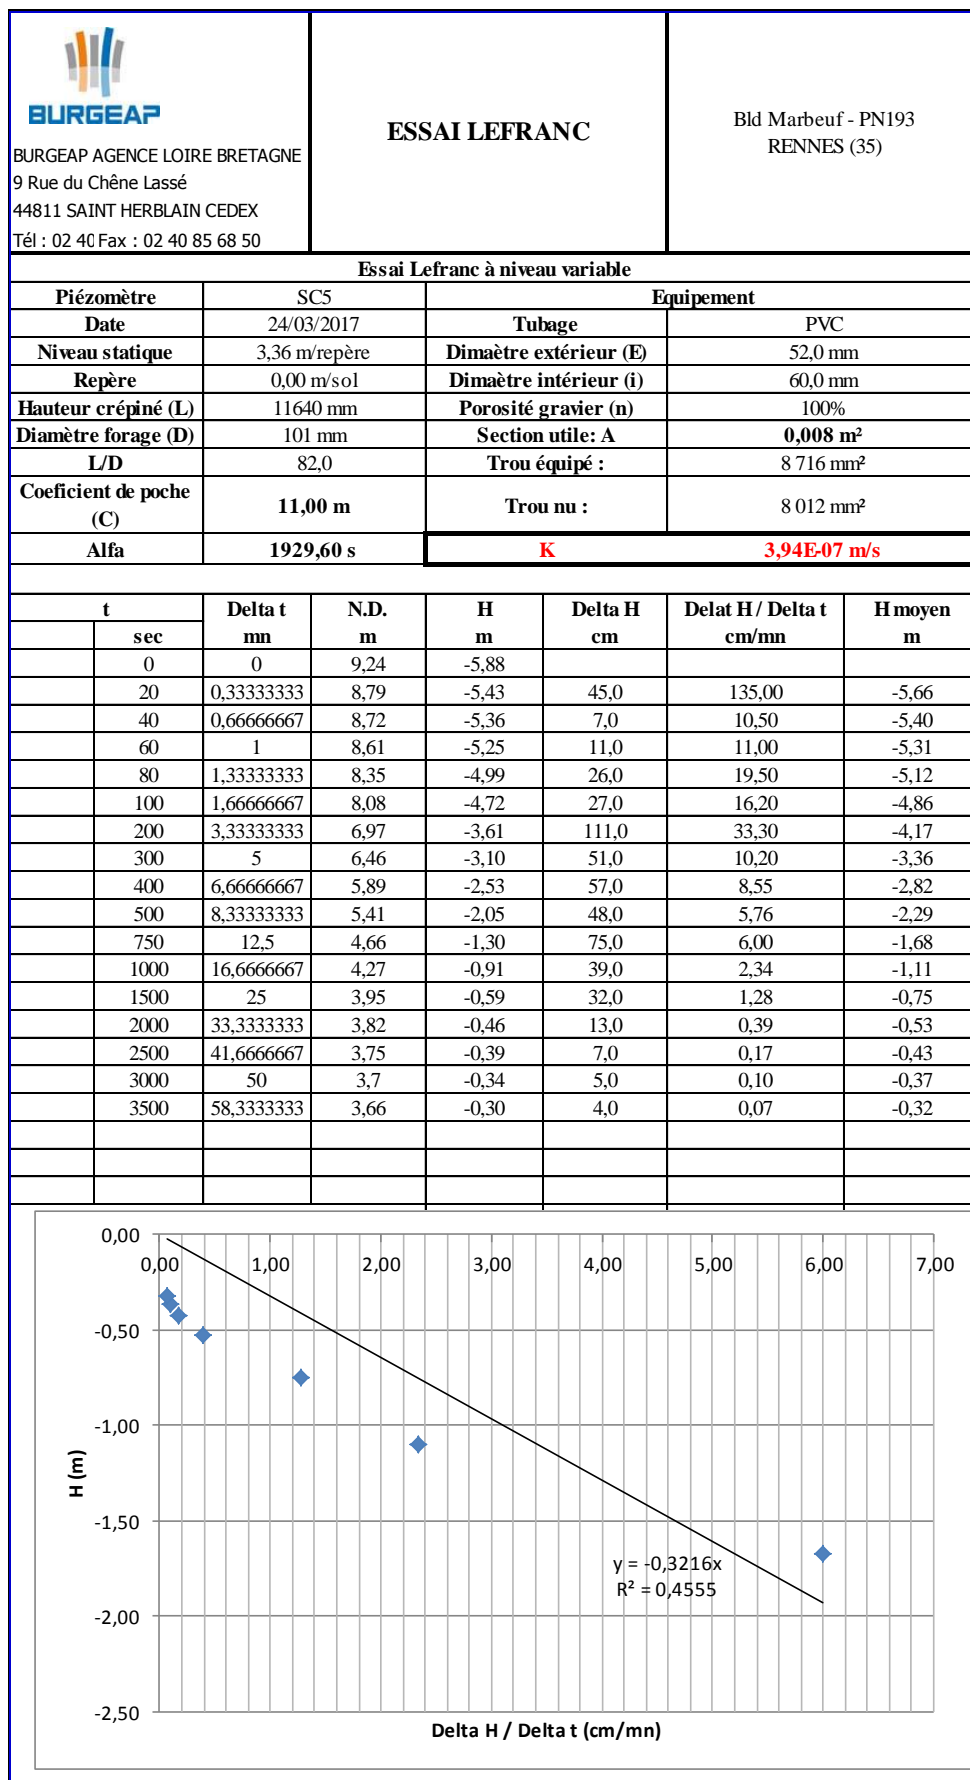 BURGEAP
BURGEAP AGENCE LOIRE BRETAGNE
9 Rue du Chêne Lassé
44811 SAINT HERBLAIN CEDEX
Tél : 02 40 Fax : 02 40 85 68 50
ESSAI LEFRANC
Bld Marbeuf - PN193
RENNES (35)
Essai Lefranc à niveau variable
Piézomètre SC5 Equipement
Date 24/03/2017 Tubage PVC
Niveau statique 3,36 m/repère Dimaètre extérieur (E) 52,0 mm
Repère 0,00 m/sol Dimaètre intérieur (i) 60,0 mm
Hauteur crépiné (L) 11640 mm Porosité gravier (n) 100%
Diamètre forage (D) 101 mm Section utile: A 0,008 m²
L/D 82,0 Trou équipé : 8 716 mm²
Coeficient de poche (C) 11,00 m Trou nu : 8 012 mm²
Alfa 1929,60 s K 3,94E-07 m/s
t Delta t N.D. H Delta H Delat H / Delta t H moyen
sec mn m m cm cm/mn m
0 0 9,24 -5,88
20 0,33333333 8,79 -5,43 45,0 135,00 -5,66
40 0,66666667 8,72 -5,36 7,0 10,50 -5,40
60 1 8,61 -5,25 11,0 11,00 -5,31
80 1,33333333 8,35 -4,99 26,0 19,50 -5,12
100 1,66666667 8,08 -4,72 27,0 16,20 -4,86
200 3,33333333 6,97 -3,61 111,0 33,30 -4,17
300 5 6,46 -3,10 51,0 10,20 -3,36
400 6,66666667 5,89 -2,53 57,0 8,55 -2,82
500 8,33333333 5,41 -2,05 48,0 5,76 -2,29
750 12,5 4,66 -1,30 75,0 6,00 -1,68
1000 16,6666667 4,27 -0,91 39,0 2,34 -1,11
1500 25 3,95 -0,59 32,0 1,28 -0,75
2000 33,3333333 3,82 -0,46 13,0 0,39 -0,53
2500 41,6666667 3,75 -0,39 7,0 0,17 -0,43
3000 50 3,7 -0,34 5,0 0,10 -0,37
3500 58,3333333 3,66 -0,30 4,0 0,07 -0,32
0,00
0,00 1,00 2,00 3,00 4,00 5,00 6,00 7,00
-0,50
-1,00
-1,50
-2,00
-2,50
H (m)
y = -0,3216x
R² = 0,4555
Delta H / Delta t (cm/mn)